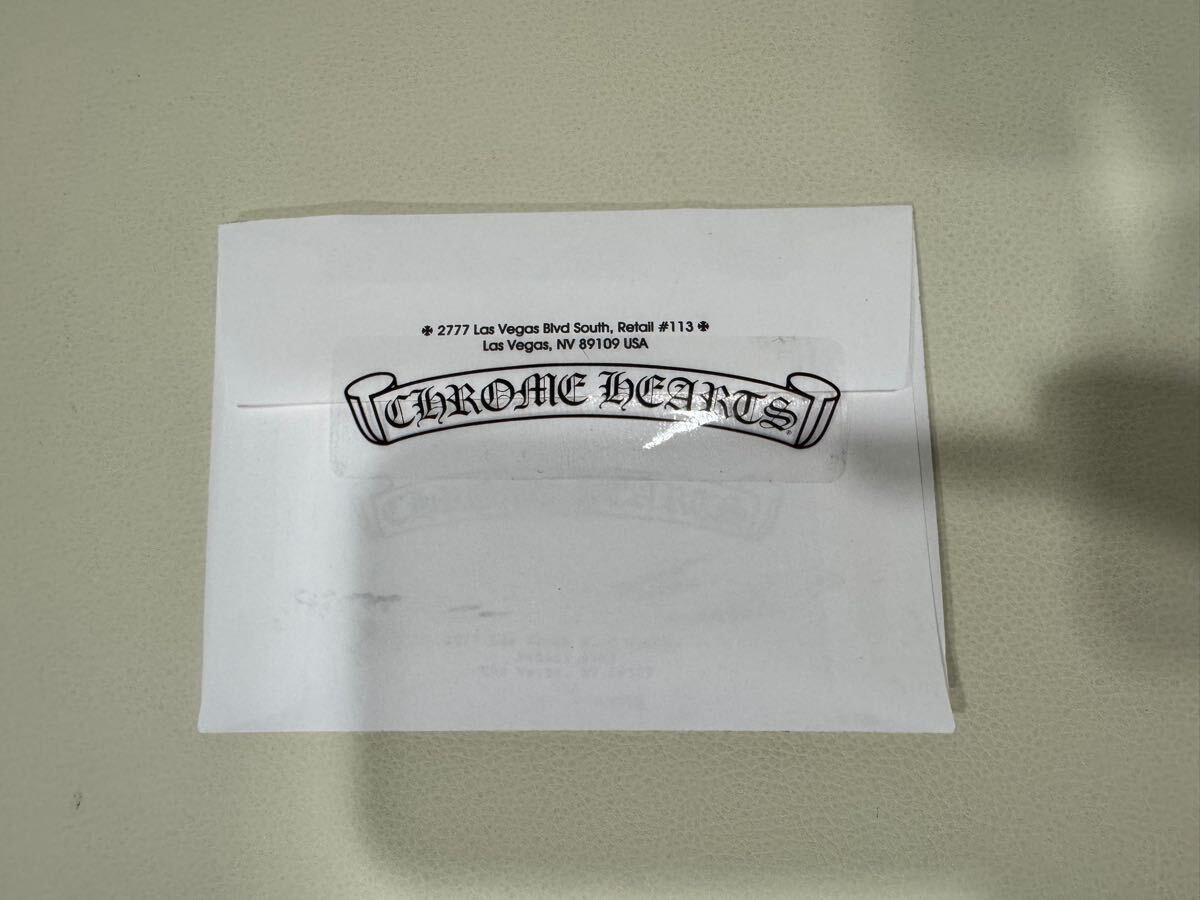 ✠ 2777 Las Vegas Blvd South, Retail #113 ✠
Las Vegas, NV 89109 USA
CHROME HEARTS®